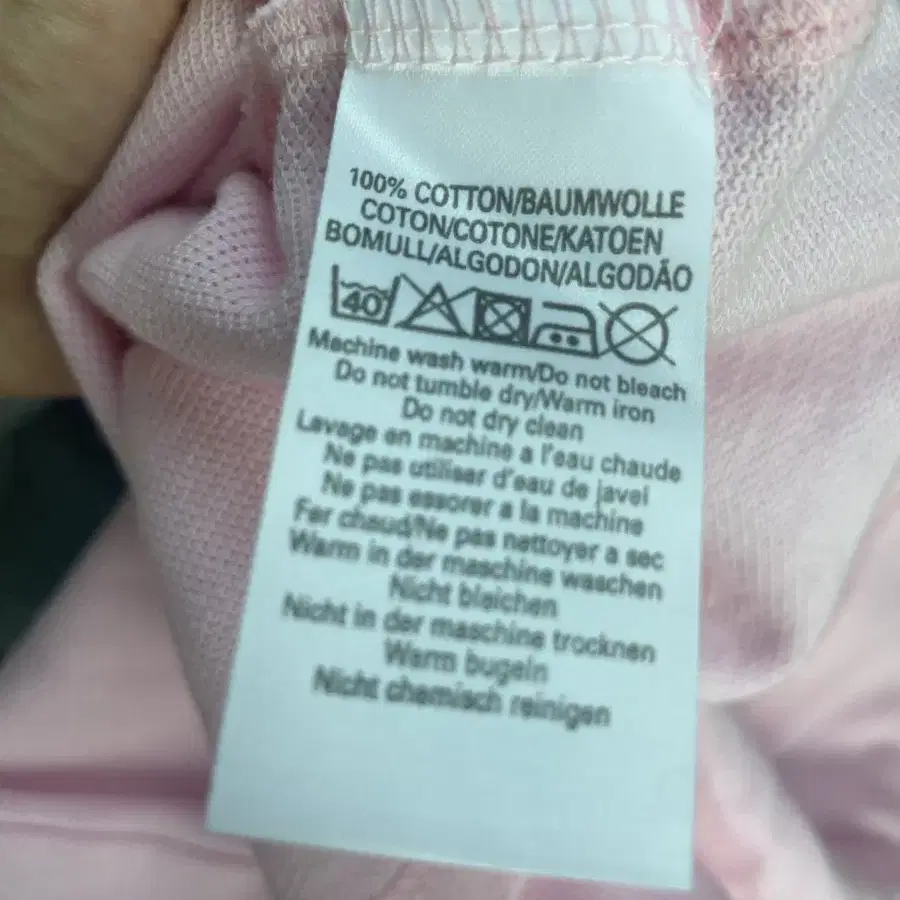 100% COTTON/BAUMWOLLE
COTON/COTONE/KATOEN
BOMULL/ALGODON/ALGODÃO
40
Machine wash warm/Do not bleach
Do not tumble dry/Warm iron
Do not dry clean
Lavage en machine a l'eau chaude
Ne pas utiliser d'eau de javel
Ne pas essorer a la machine
Fer chaud/Ne pas nettoyer a sec
Warm in der maschine waschen
Nicht bleichen
Nicht in der maschine trocknen
Warm bugeln
Nicht chemisch reinigen